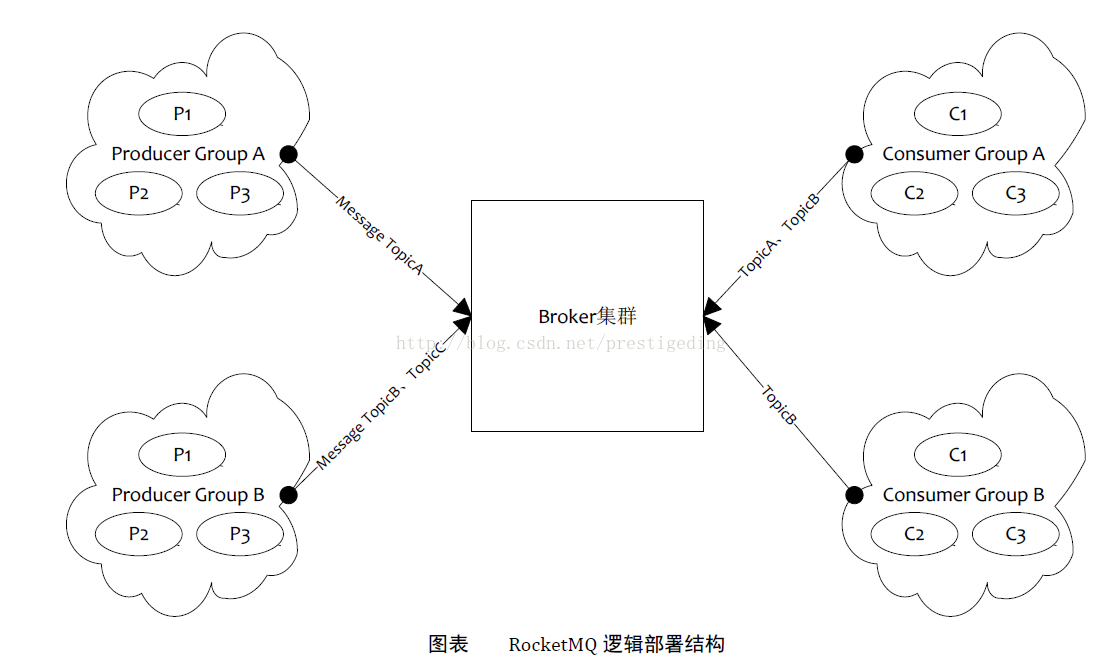 P1
Producer Group A
P2
P3
Message TopicA
C1
Consumer Group A
C2
C3
TopicA、TopicB
Broker集群
http://blog.csdn.net/prestigeding
P1
Producer Group B
P2
P3
Message TopicB、TopicC
C1
Consumer Group B
C2
C3
TopicB
图表 RocketMQ 逻辑部署结构